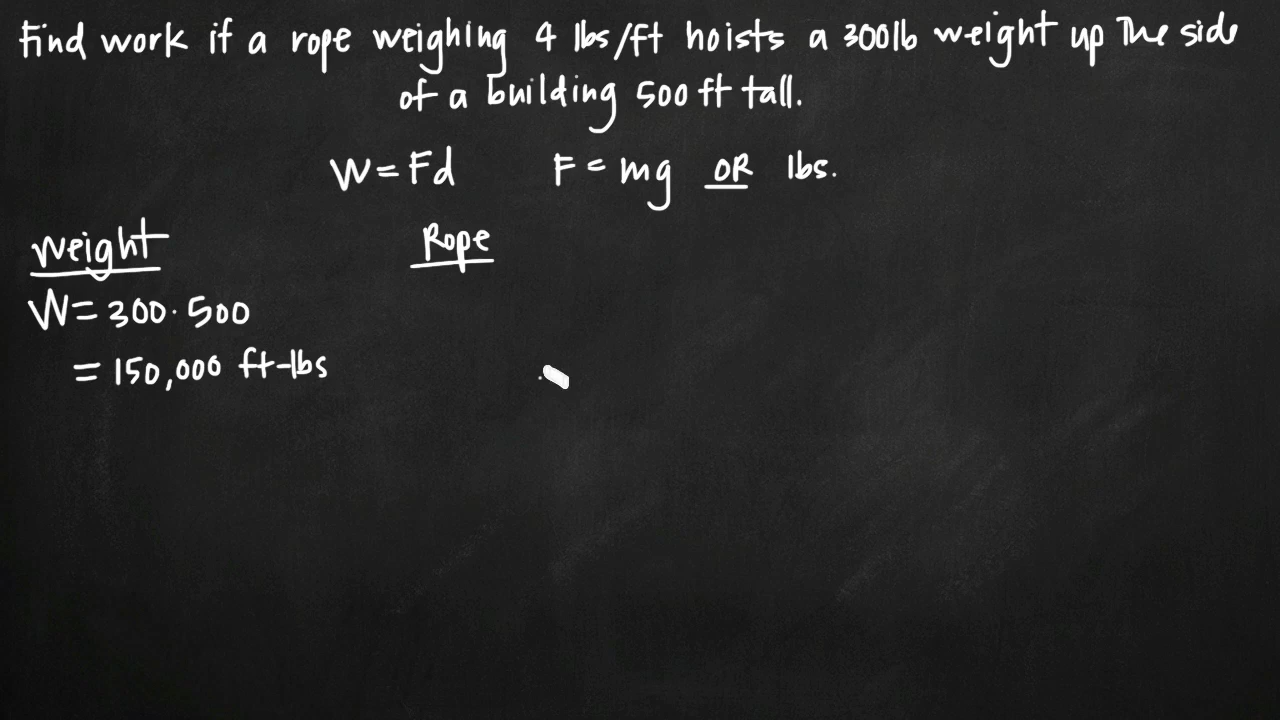 Find work if a rope weighing 4 lbs/ft hoists a 300lb weight up the side
of a building 500 ft tall.
W = Fd F = mg OR lbs.
Weight Rope
W = 300 · 500
= 150,000 ft-lbs